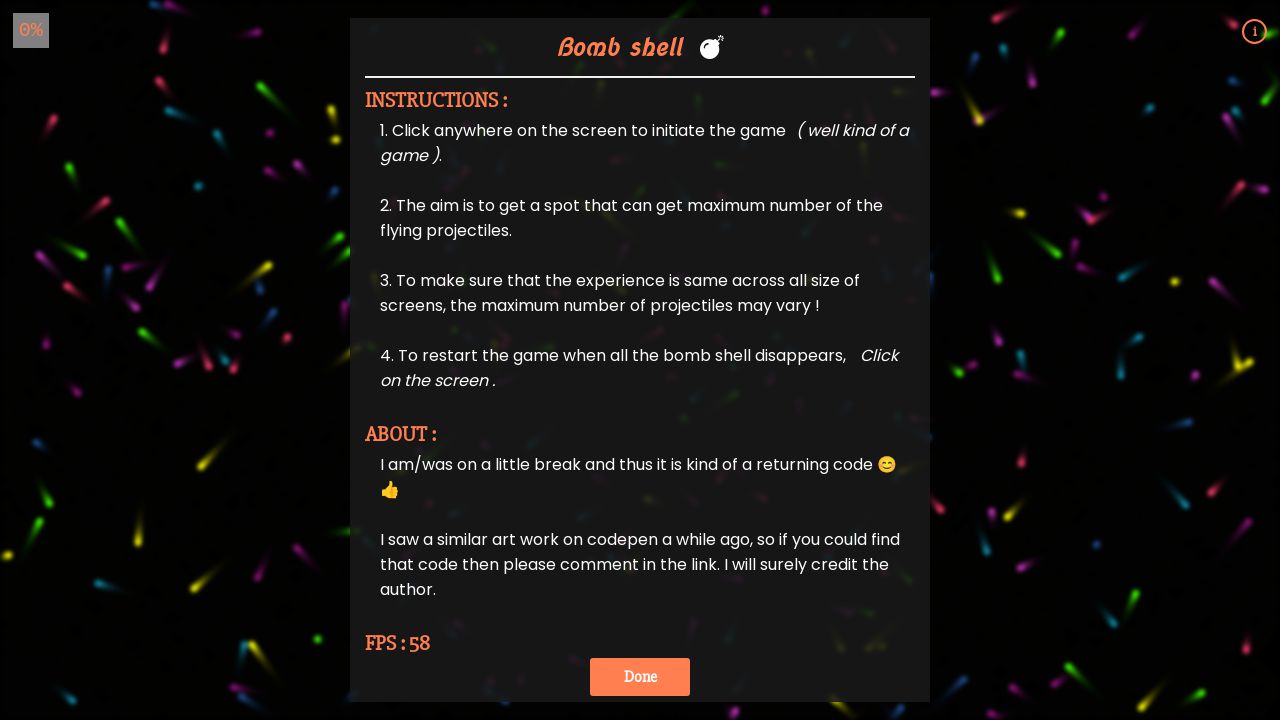 0%
i
Bomb shell
INSTRUCTIONS :
1. Click anywhere on the screen to initiate the game ( well kind of a
game ).
2. The aim is to get a spot that can get maximum number of the
flying projectiles.
3. To make sure that the experience is same across all size of
screens, the maximum number of projectiles may vary !
4. To restart the game when all the bomb shell disappears, Click
on the screen .
ABOUT :
I am/was on a little break and thus it is kind of a returning code 😊
👍
I saw a similar art work on codepen a while ago, so if you could find
that code then please comment in the link. I will surely credit the
author.
FPS : 58
Done